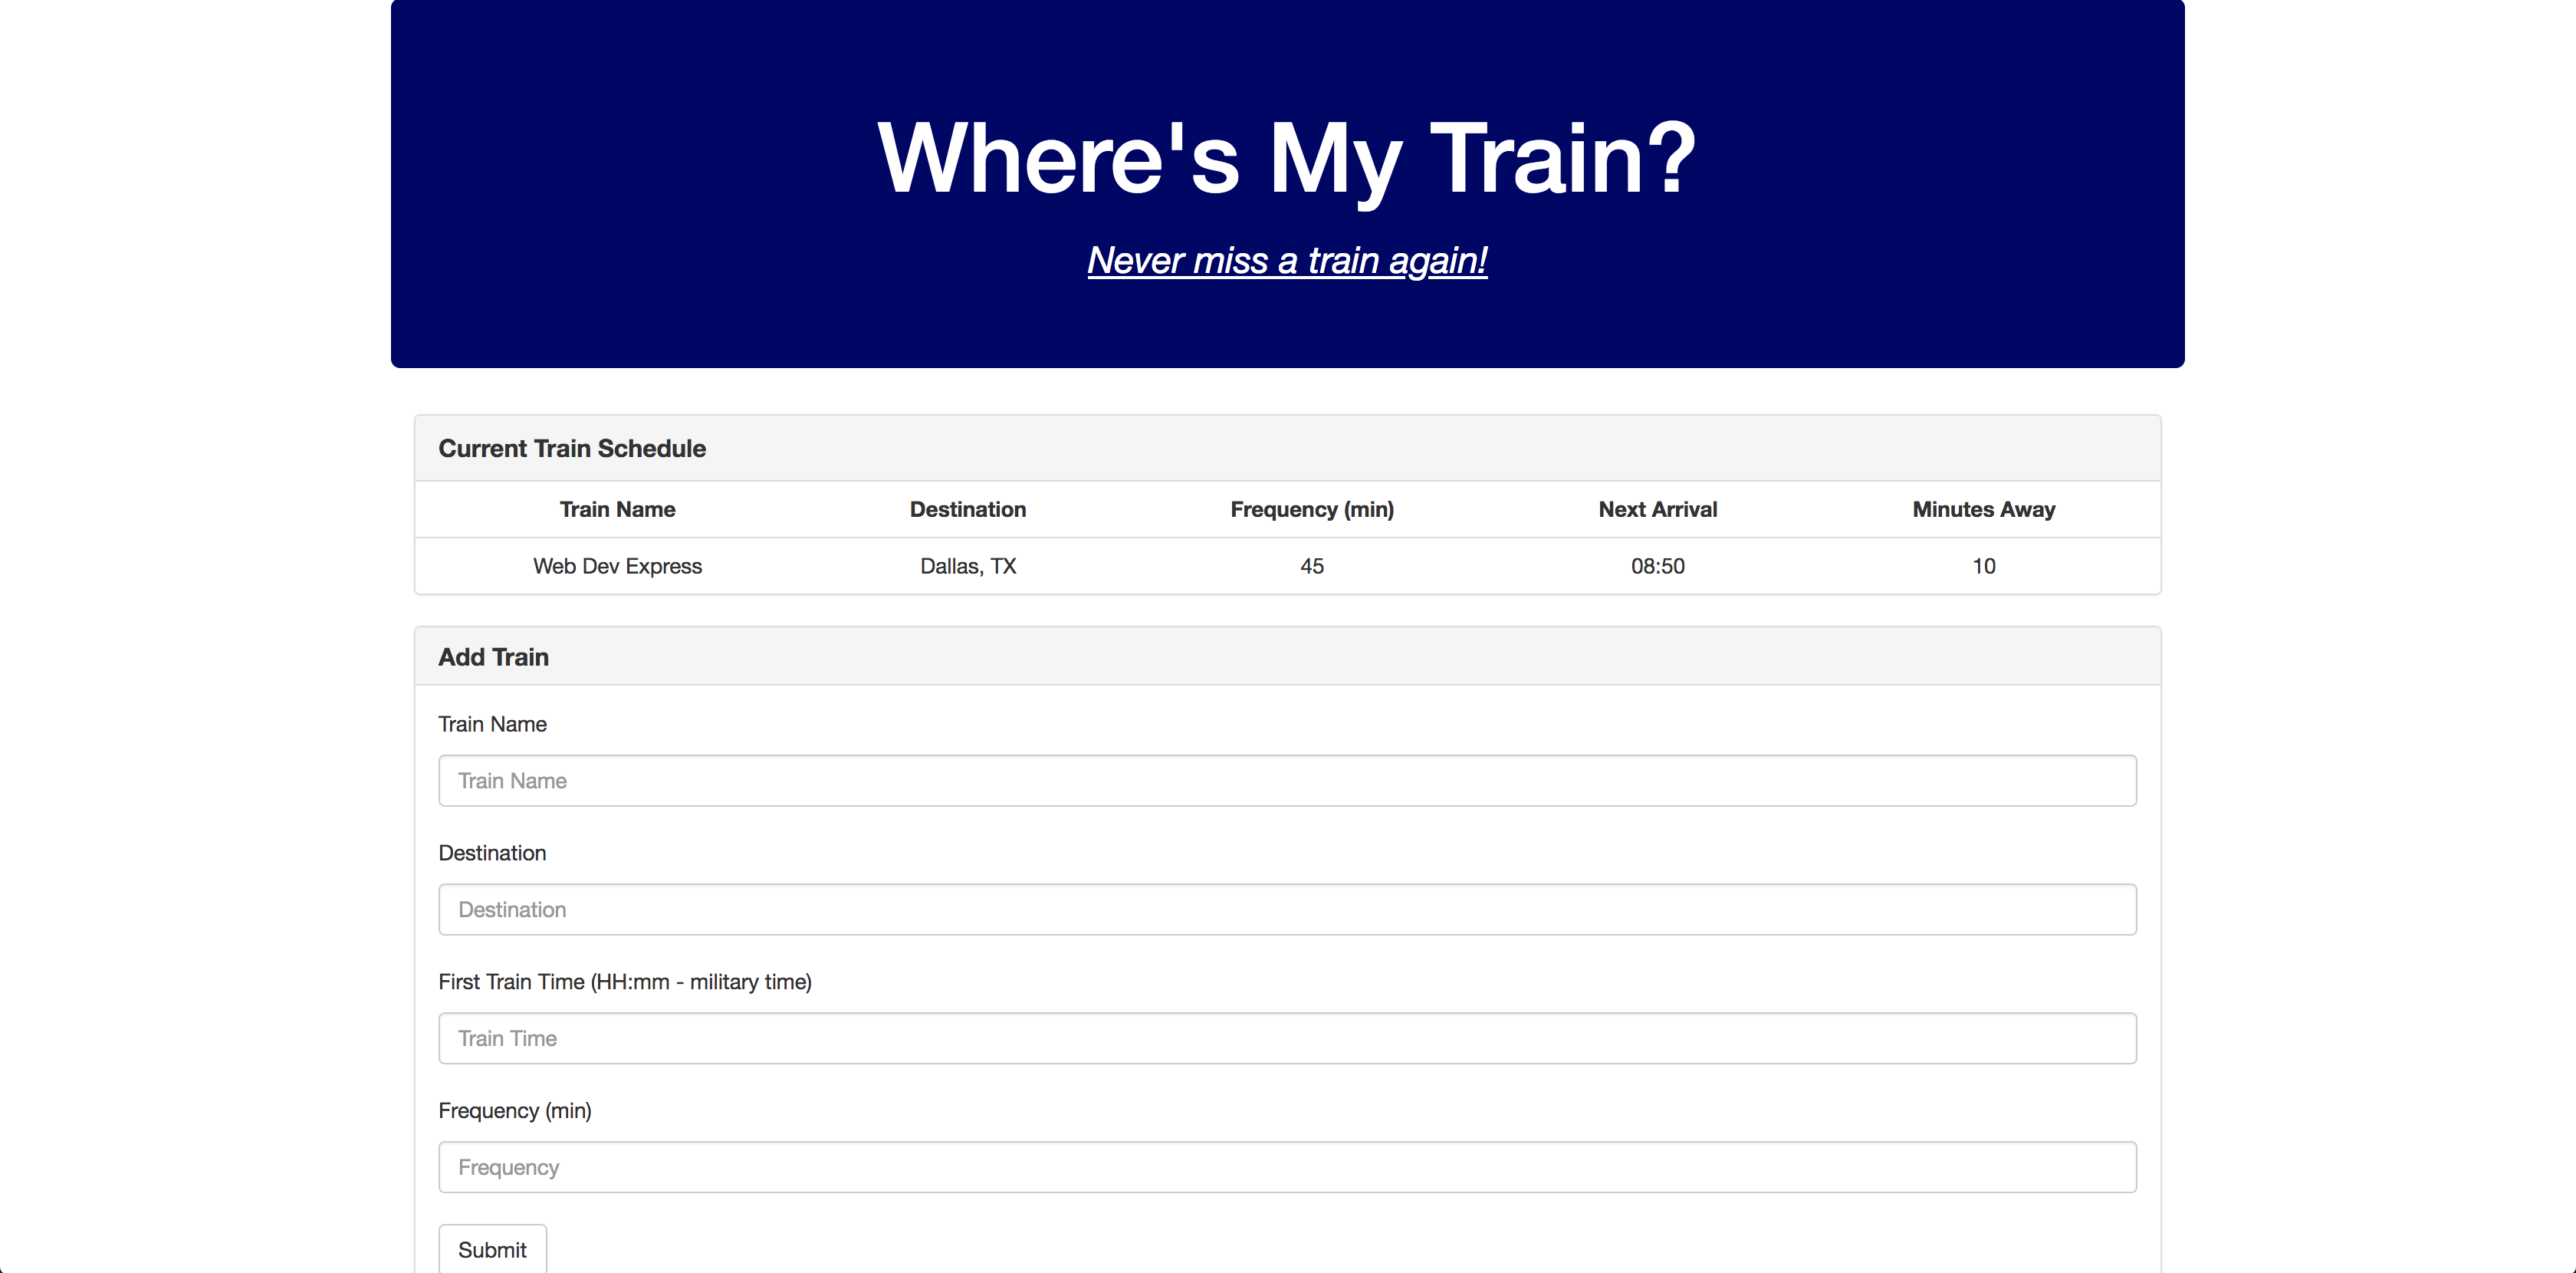 Where's My Train?
Never miss a train again!
Current Train Schedule
Train Name Destination Frequency (min) Next Arrival Minutes Away
Web Dev Express Dallas, TX 45 08:50 10
Add Train
Train Name
Train Name
Destination
Destination
First Train Time (HH:mm - military time)
Train Time
Frequency (min)
Frequency
Submit